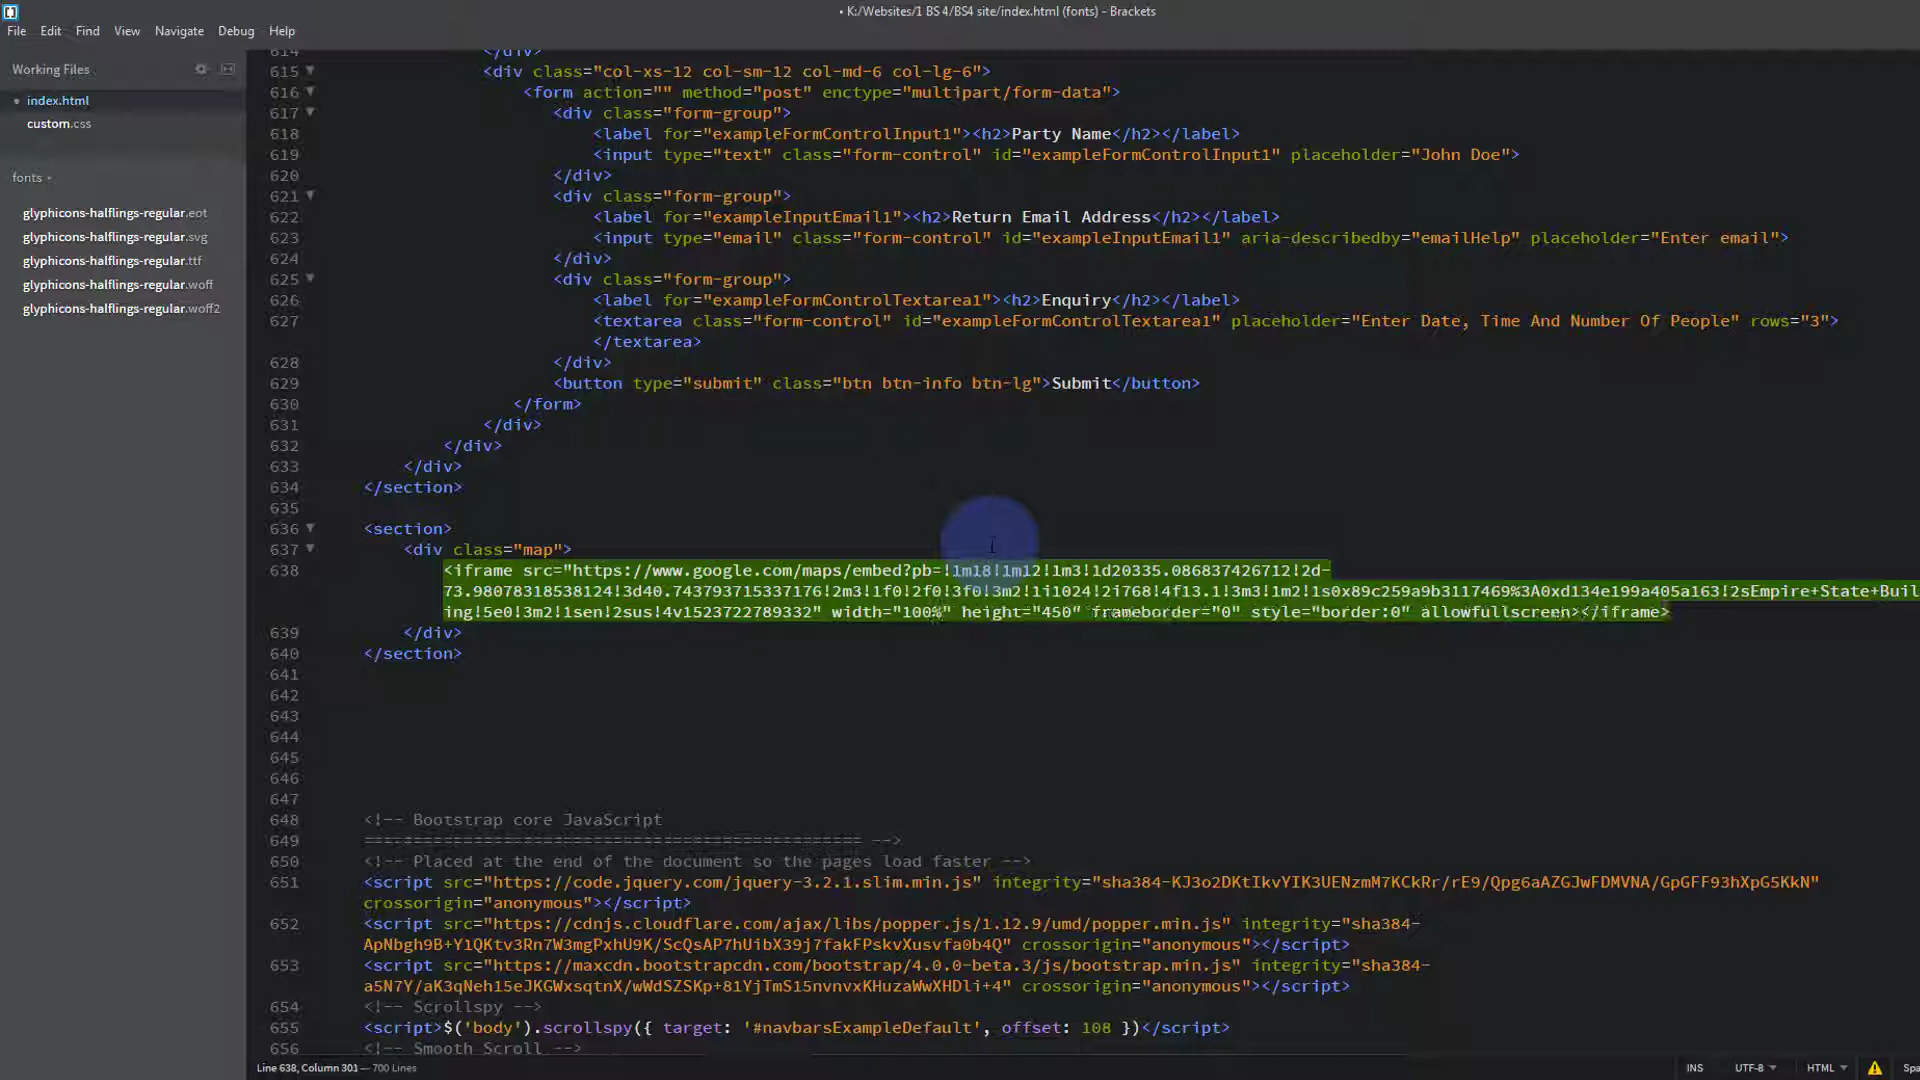 • K:/Websites/1 BS 4/BS4 site/index.html (fonts) - Brackets
File Edit Find View Navigate Debug Help
Working Files
• index.html
custom.css
fonts
glyphicons-halflings-regular.eot
glyphicons-halflings-regular.svg
glyphicons-halflings-regular.ttf
glyphicons-halflings-regular.woff
glyphicons-halflings-regular.woff2
614 </div>
615 <div class="col-xs-12 col-sm-12 col-md-6 col-lg-6">
616 <form action="" method="post" enctype="multipart/form-data">
617 <div class="form-group">
618 <label for="exampleFormControlInput1"><h2>Party Name</h2></label>
619 <input type="text" class="form-control" id="exampleFormControlInput1" placeholder="John Doe">
620 </div>
621 <div class="form-group">
622 <label for="exampleInputEmail1"><h2>Return Email Address</h2></label>
623 <input type="email" class="form-control" id="exampleInputEmail1" aria-describedby="emailHelp" placeholder="Enter email">
624 </div>
625 <div class="form-group">
626 <label for="exampleFormControlTextarea1"><h2>Enquiry</h2></label>
627 <textarea class="form-control" id="exampleFormControlTextarea1" placeholder="Enter Date, Time And Number Of People" rows="3">
</textarea>
628 </div>
629 <button type="submit" class="btn btn-info btn-lg">Submit</button>
630 </form>
631 </div>
632 </div>
633 </div>
634 </section>
635
636 <section>
637 <div class="map">
638 <iframe src="https://www.google.com/maps/embed?pb=!1m18!1m12!1m3!1d20335.086837426712!2d-
73.98078318538124!3d40.743793715337176!2m3!1f0!2f0!3f0!3m2!1i1024!2i768!4f13.1!3m3!1m2!1s0x89c259a9b3117469%3A0xd134e199a405a163!2sEmpire+State+Buil
ing!5e0!3m2!1sen!2sus!4v1523722789332" width="100%" height="450" frameborder="0" style="border:0" allowfullscreen></iframe>
639 </div>
640 </section>
641
642
643
644
645
646
647
648 <!-- Bootstrap core JavaScript
649 ================================================== -->
650 <!-- Placed at the end of the document so the pages load faster -->
651 <script src="https://code.jquery.com/jquery-3.2.1.slim.min.js" integrity="sha384-KJ3o2DKtIkvYIK3UENzmM7KCkRr/rE9/Qpg6aAZGJwFDMVNA/GpGFF93hXpG5KkN"
crossorigin="anonymous"></script>
652 <script src="https://cdnjs.cloudflare.com/ajax/libs/popper.js/1.12.9/umd/popper.min.js" integrity="sha384-
ApNbgh9B+Y1QKtv3Rn7W3mgPxhU9K/ScQsAP7hUibX39j7fakFPskvXusvfa0b4Q" crossorigin="anonymous"></script>
653 <script src="https://maxcdn.bootstrapcdn.com/bootstrap/4.0.0-beta.3/js/bootstrap.min.js" integrity="sha384-
a5N7Y/aK3qNeh15eJKGWxsqtnX/wWdSZSKp+81YjTmS15nvnvxKHuzaWwXHDli+4" crossorigin="anonymous"></script>
654 <!-- Scrollspy -->
655 <script>$('body').scrollspy({ target: '#navbarsExampleDefault', offset: 108 })</script>
656 <!-- Smooth Scroll -->
Line 638, Column 301 — 700 Lines
INS UTF-8 HTML Spa